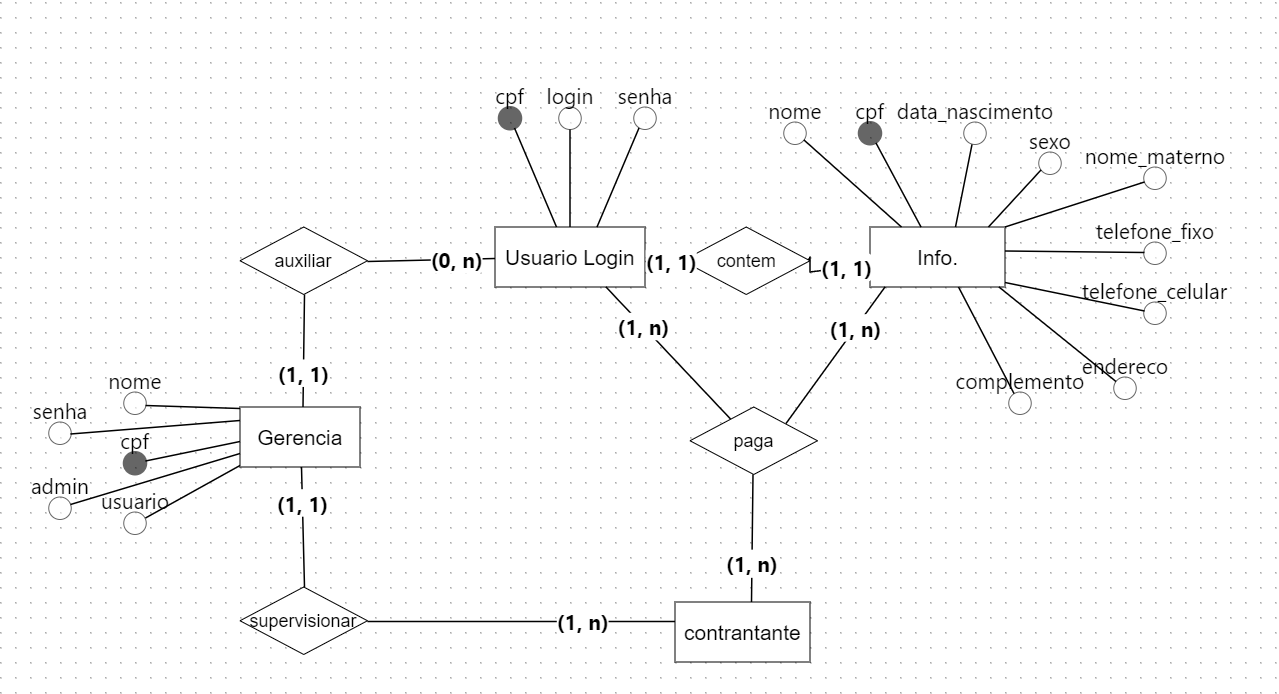 cpf
login
senha
nome
cpf
data_nascimento
sexo
nome_materno
telefone_fixo
telefone_celular
endereco
complemento
auxiliar
(0, n)
Usuario Login
(1, 1)
contem
(1, 1)
Info.
(1, n)
(1, n)
(1, 1)
nome
senha
cpf
admin
usuario
Gerencia
paga
(1, 1)
(1, n)
supervisionar
(1, n)
contrantante